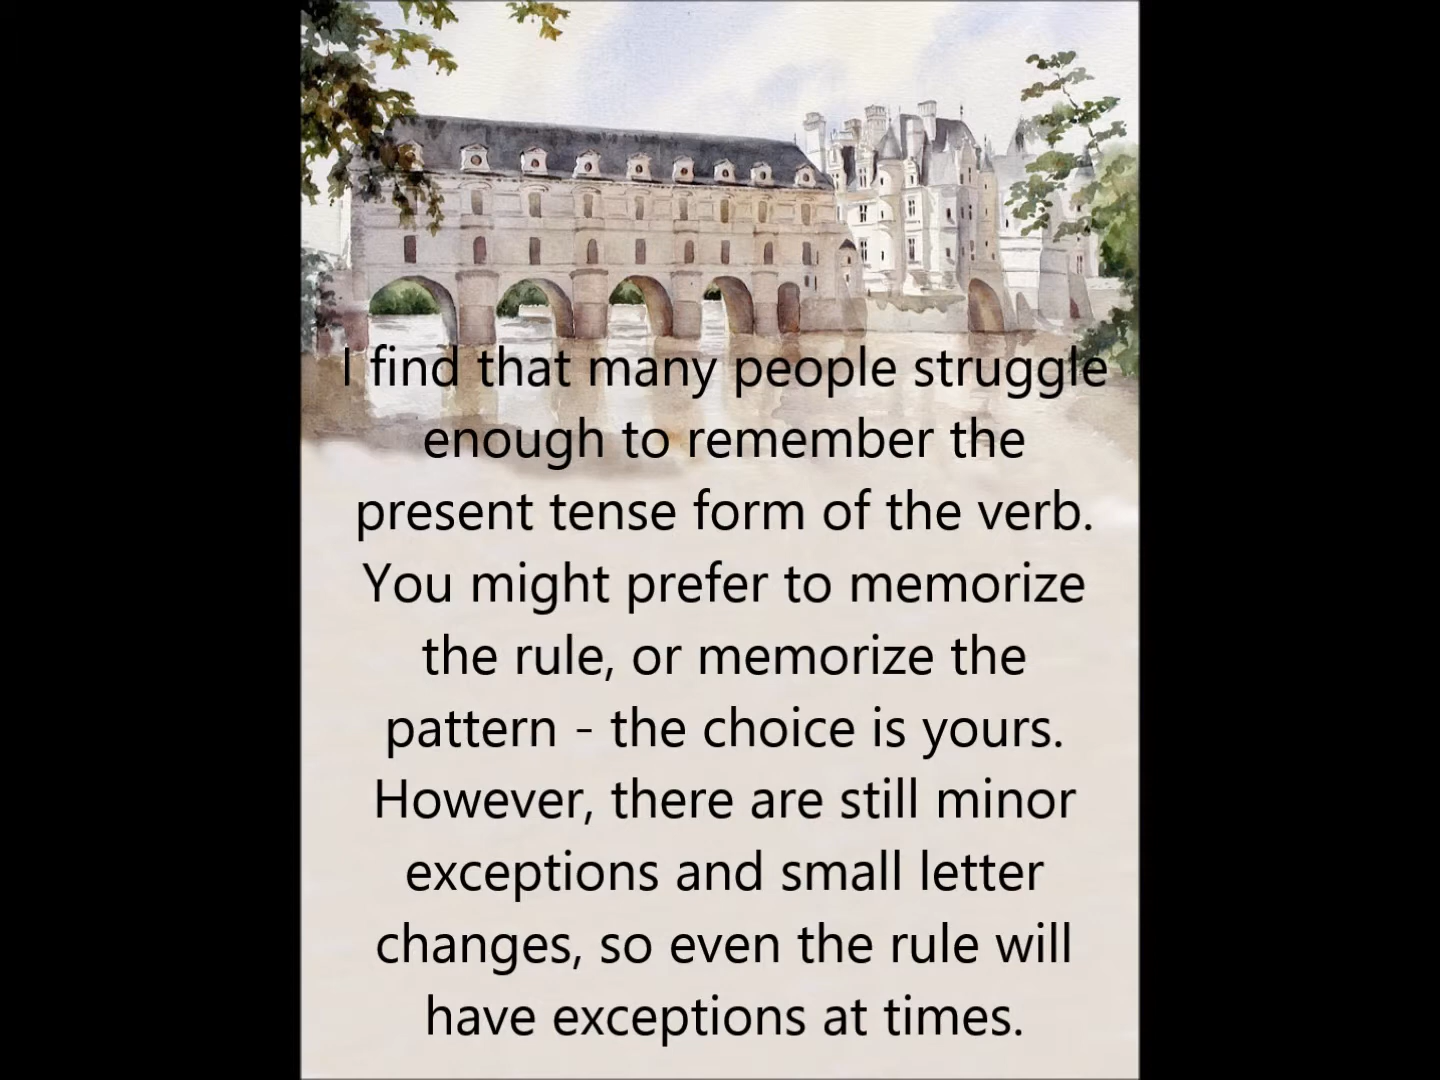 I find that many people struggle
enough to remember the
present tense form of the verb.
You might prefer to memorize
the rule, or memorize the
pattern - the choice is yours.
However, there are still minor
exceptions and small letter
changes, so even the rule will
have exceptions at times.